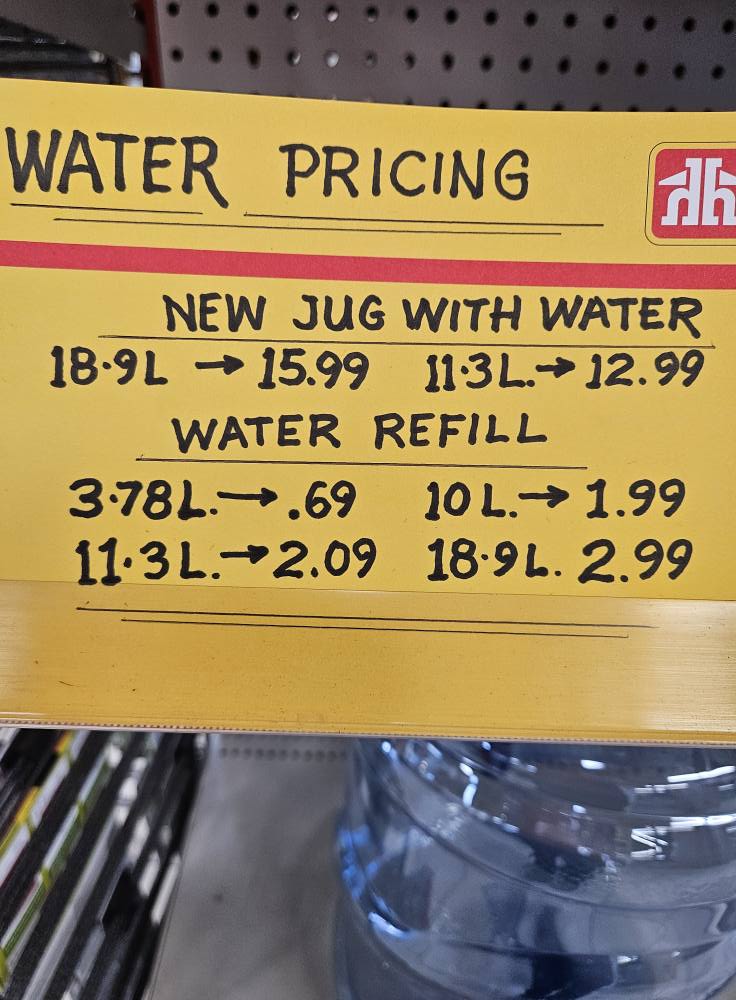 WATER PRICING
NEW JUG WITH WATER
18.9L → 15.99 11.3L.→ 12.99
WATER REFILL
3.78L.→ .69 10L.→ 1.99
11.3L.→ 2.09 18.9L. 2.99